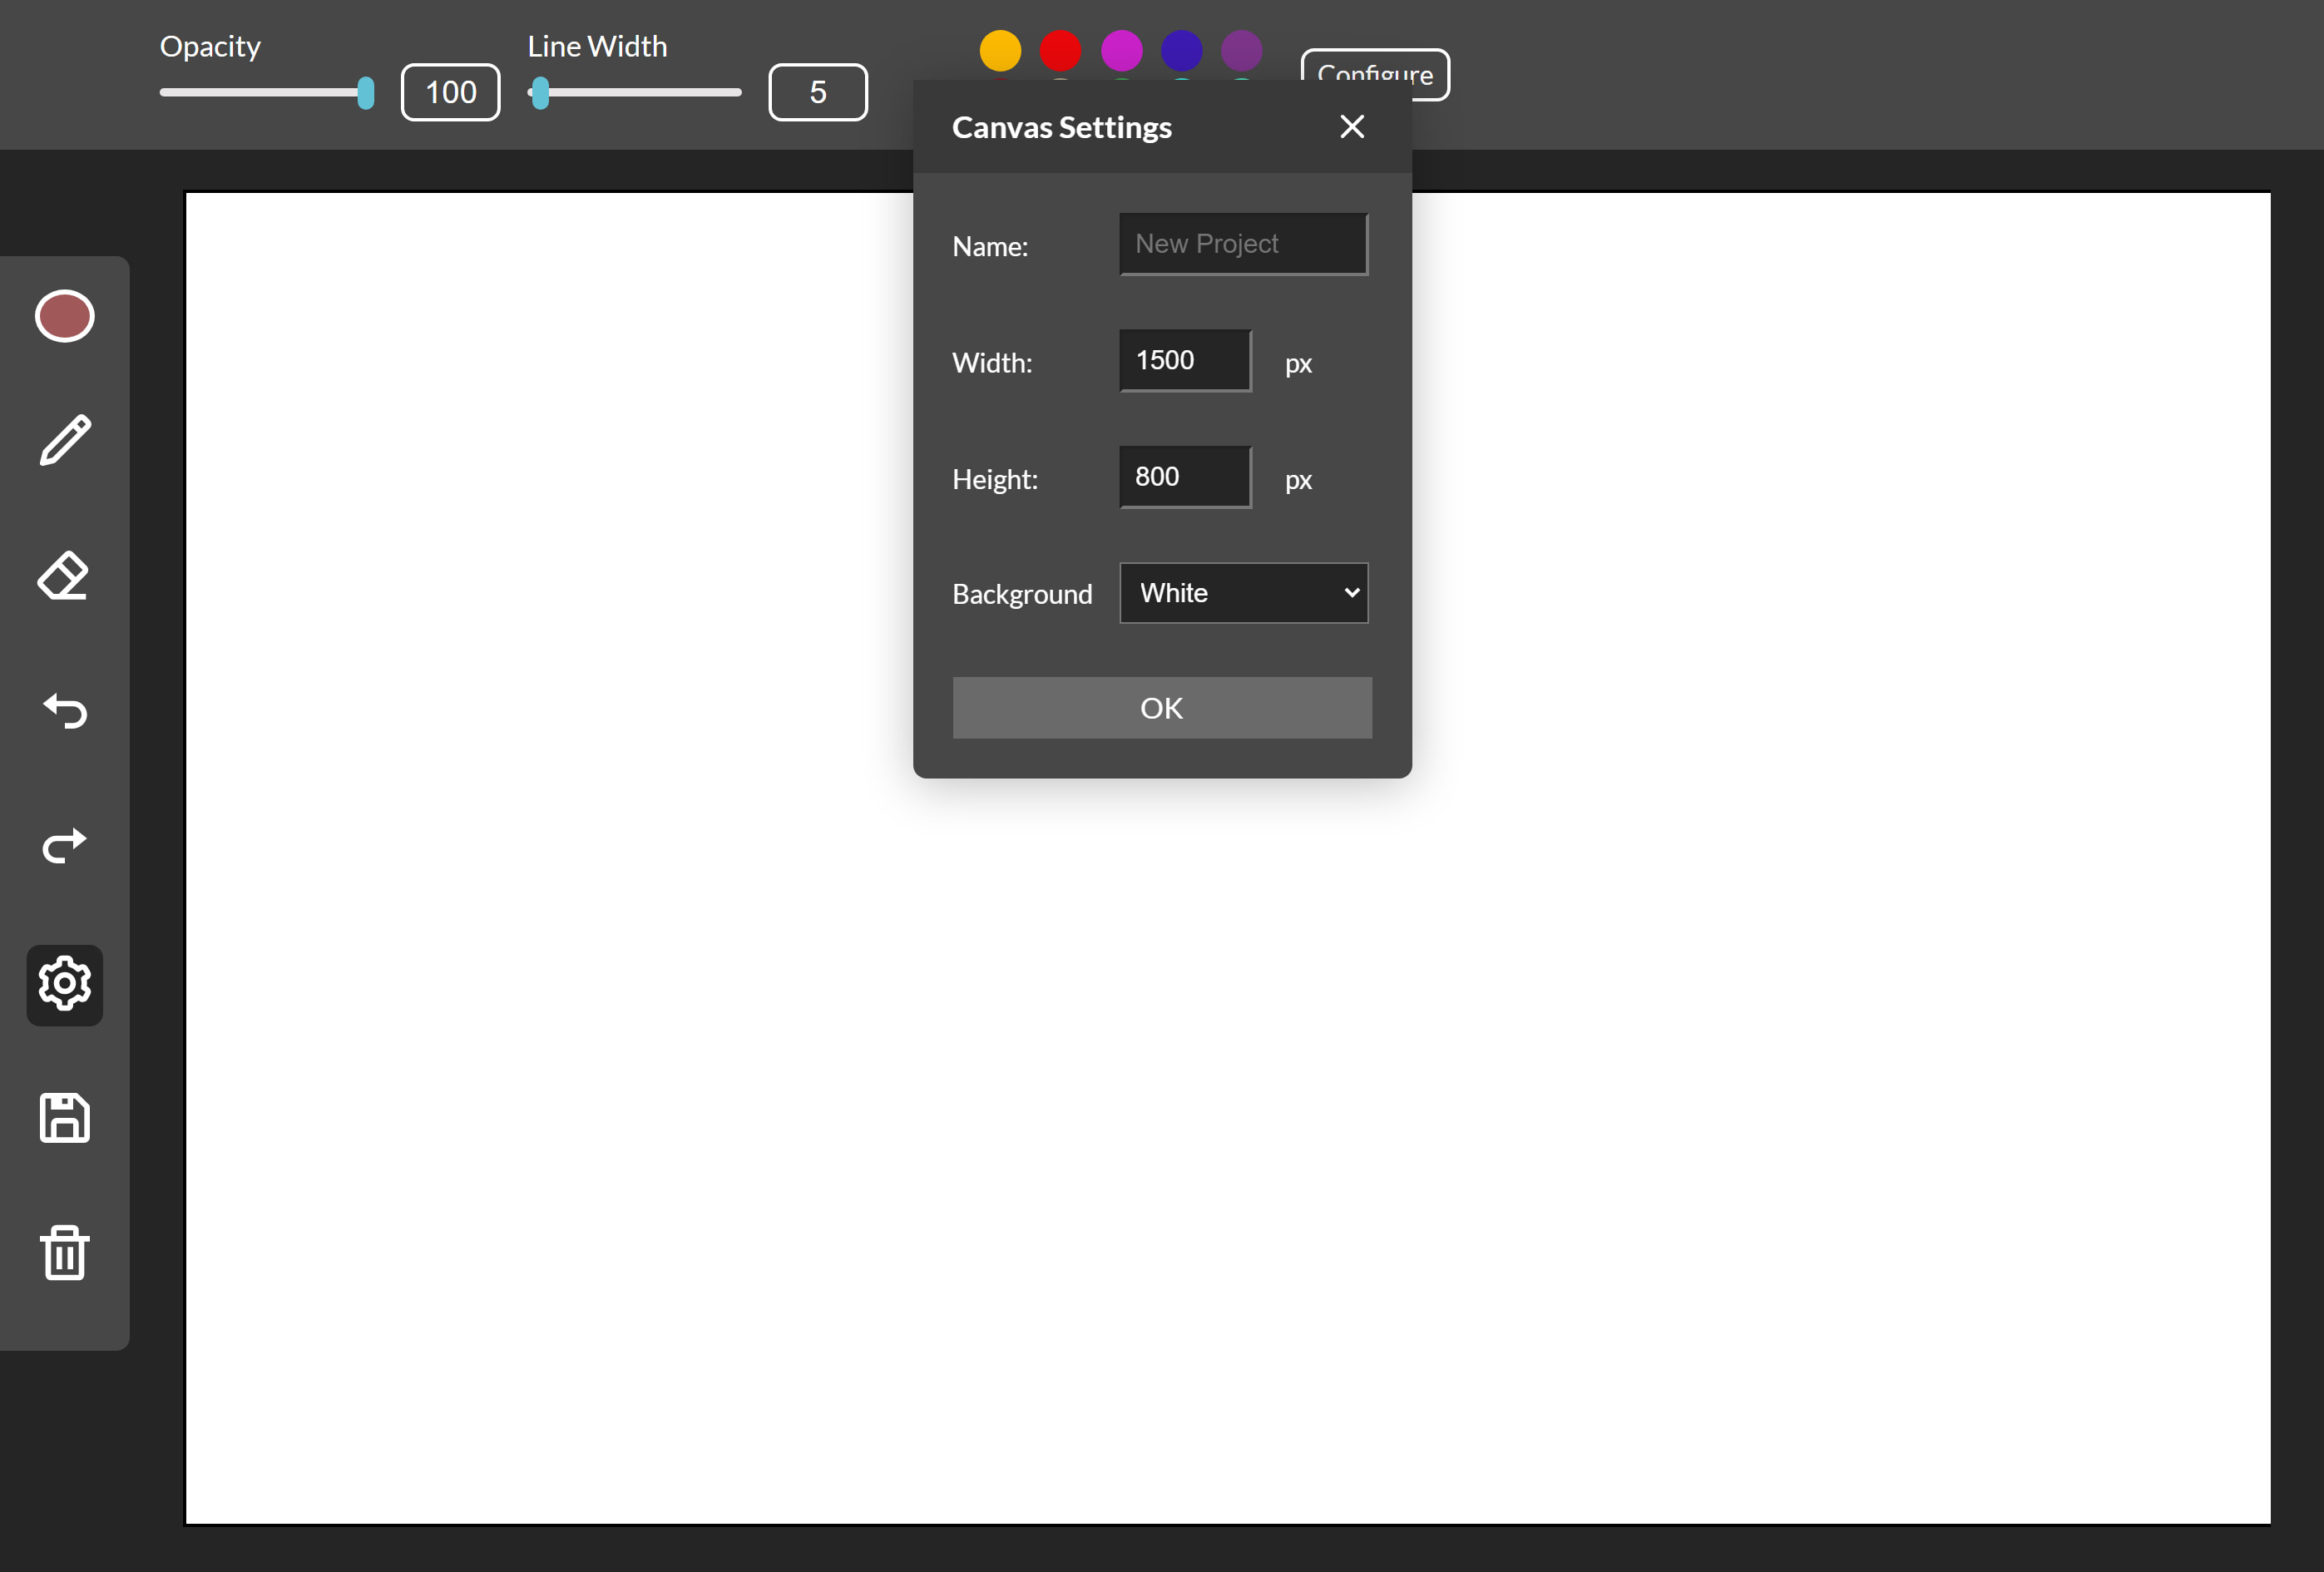 Opacity
100
Line Width
5
Configure
Canvas Settings
Name:
New Project
Width:
1500
px
Height:
800
px
Background
White
OK